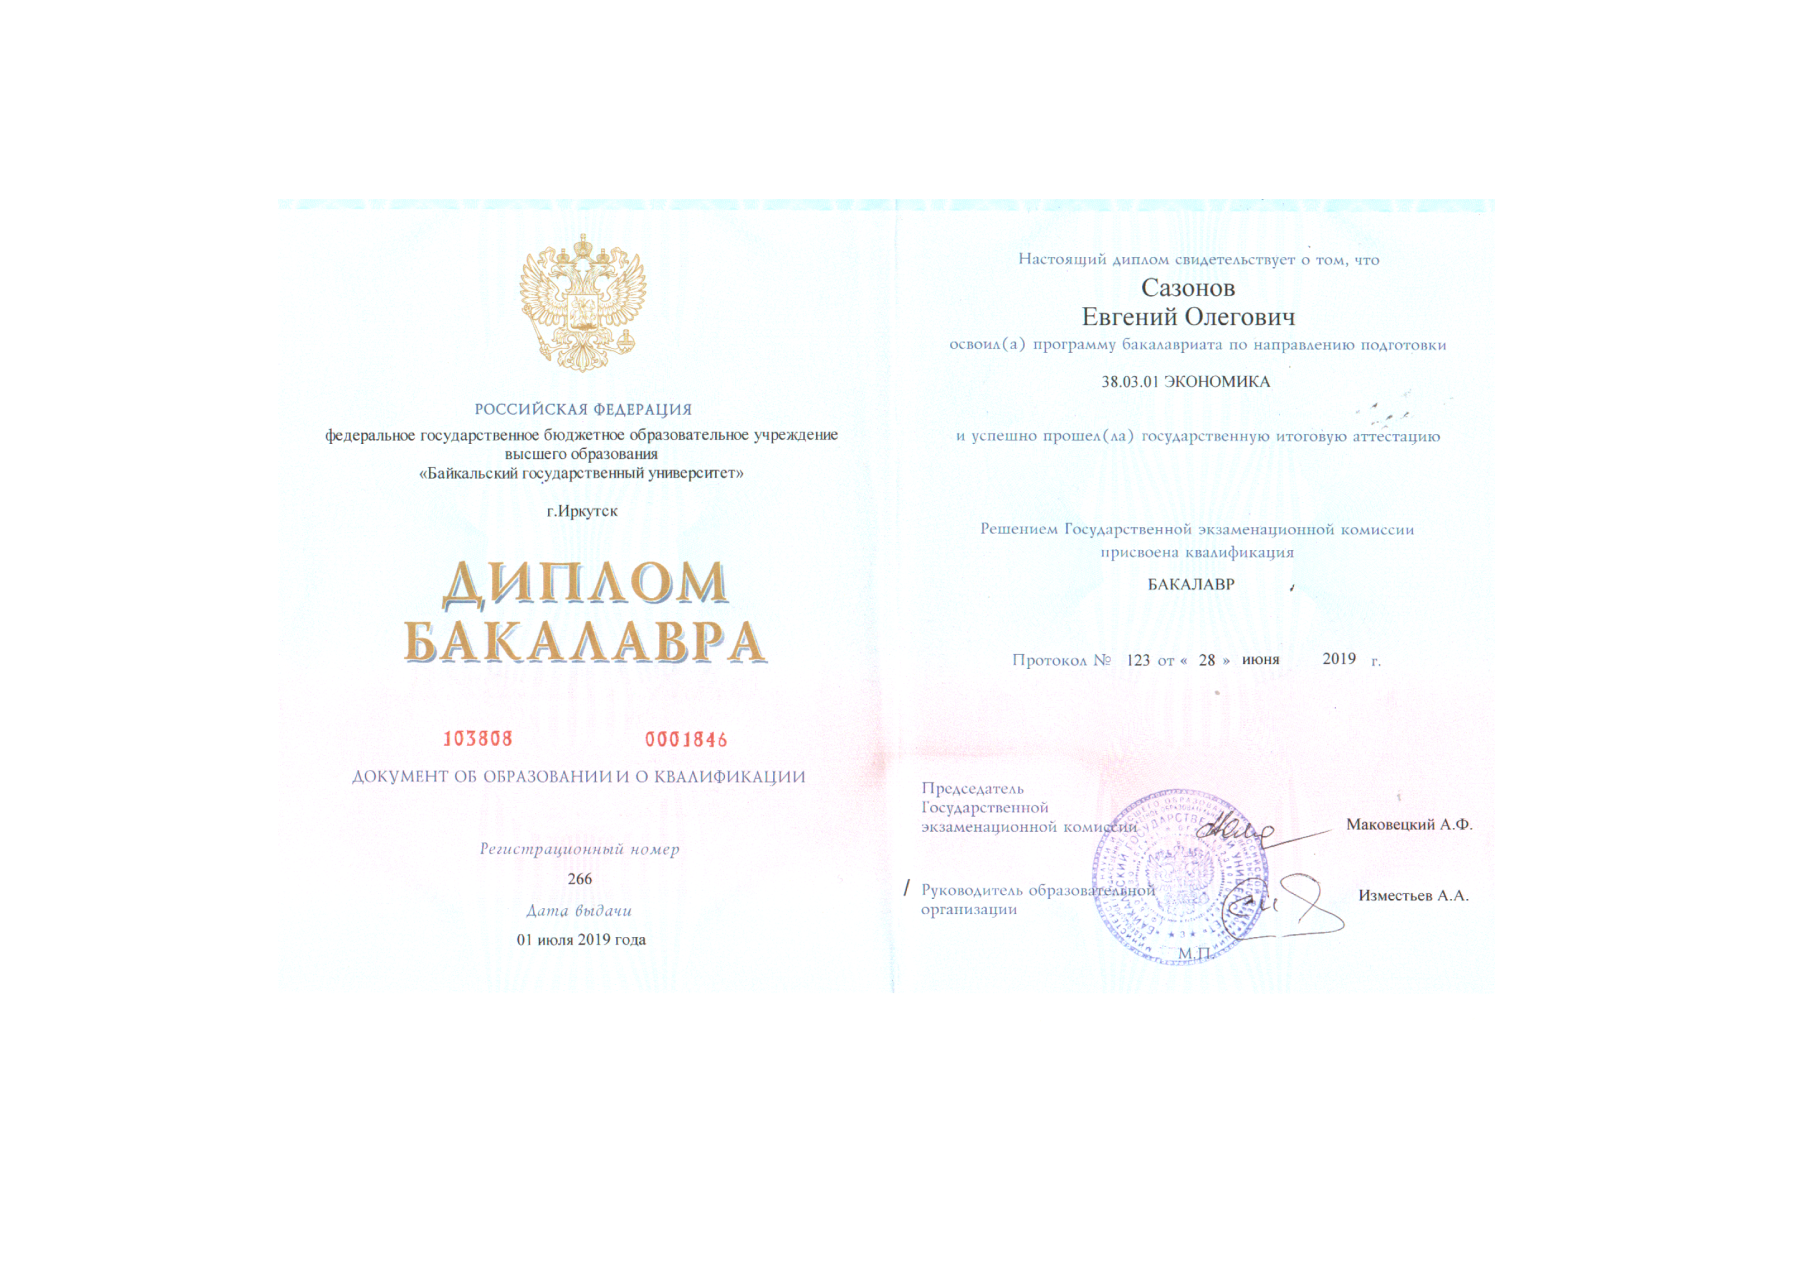 РОССИЙСКАЯ ФЕДЕРАЦИЯ
федеральное государственное бюджетное образовательное учреждение
высшего образования
«Байкальский государственный университет»
г.Иркутск
ДИПЛОМ
БАКАЛАВРА
103808 0001846
ДОКУМЕНТ ОБ ОБРАЗОВАНИИ И О КВАЛИФИКАЦИИ
Регистрационный номер
266
Дата выдачи
01 июля 2019 года
Настоящий диплом свидетельствует о том, что
Сазонов
Евгений Олегович
освоил(а) программу бакалавриата по направлению подготовки
38.03.01 ЭКОНОМИКА
и успешно прошел(ла) государственную итоговую аттестацию
Решением Государственной экзаменационной комиссии
присвоена квалификация
БАКАЛАВР
Протокол № 123 от « 28 » июня 2019 г.
Председатель
Государственной
экзаменационной комиссии
Маковецкий А.Ф.
Руководитель образовательной
организации
Изместьев А.А.
М.П.